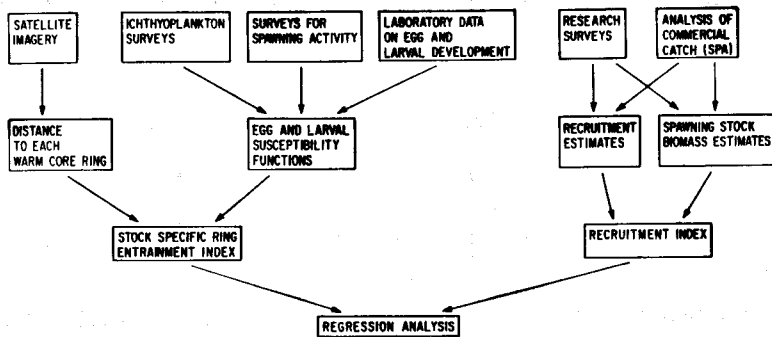 SATELLITE
IMAGERY
ICHTHYOPLANKTON
SURVEYS
SURVEYS FOR
SPAWNING ACTIVITY
LABORATORY DATA
ON EGG AND
LARVAL DEVELOPMENT
RESEARCH
SURVEYS
ANALYSIS OF
COMMERCIAL
CATCH (SPA)
DISTANCE
TO EACH
WARM CORE RING
EGG AND LARVAL
SUSCEPTIBILITY
FUNCTIONS
RECRUITMENT
ESTIMATES
SPAWNING STOCK
BIOMASS ESTIMATES
STOCK SPECIFIC RING
ENTRAINMENT INDEX
RECRUITMENT INDEX
REGRESSION ANALYSIS